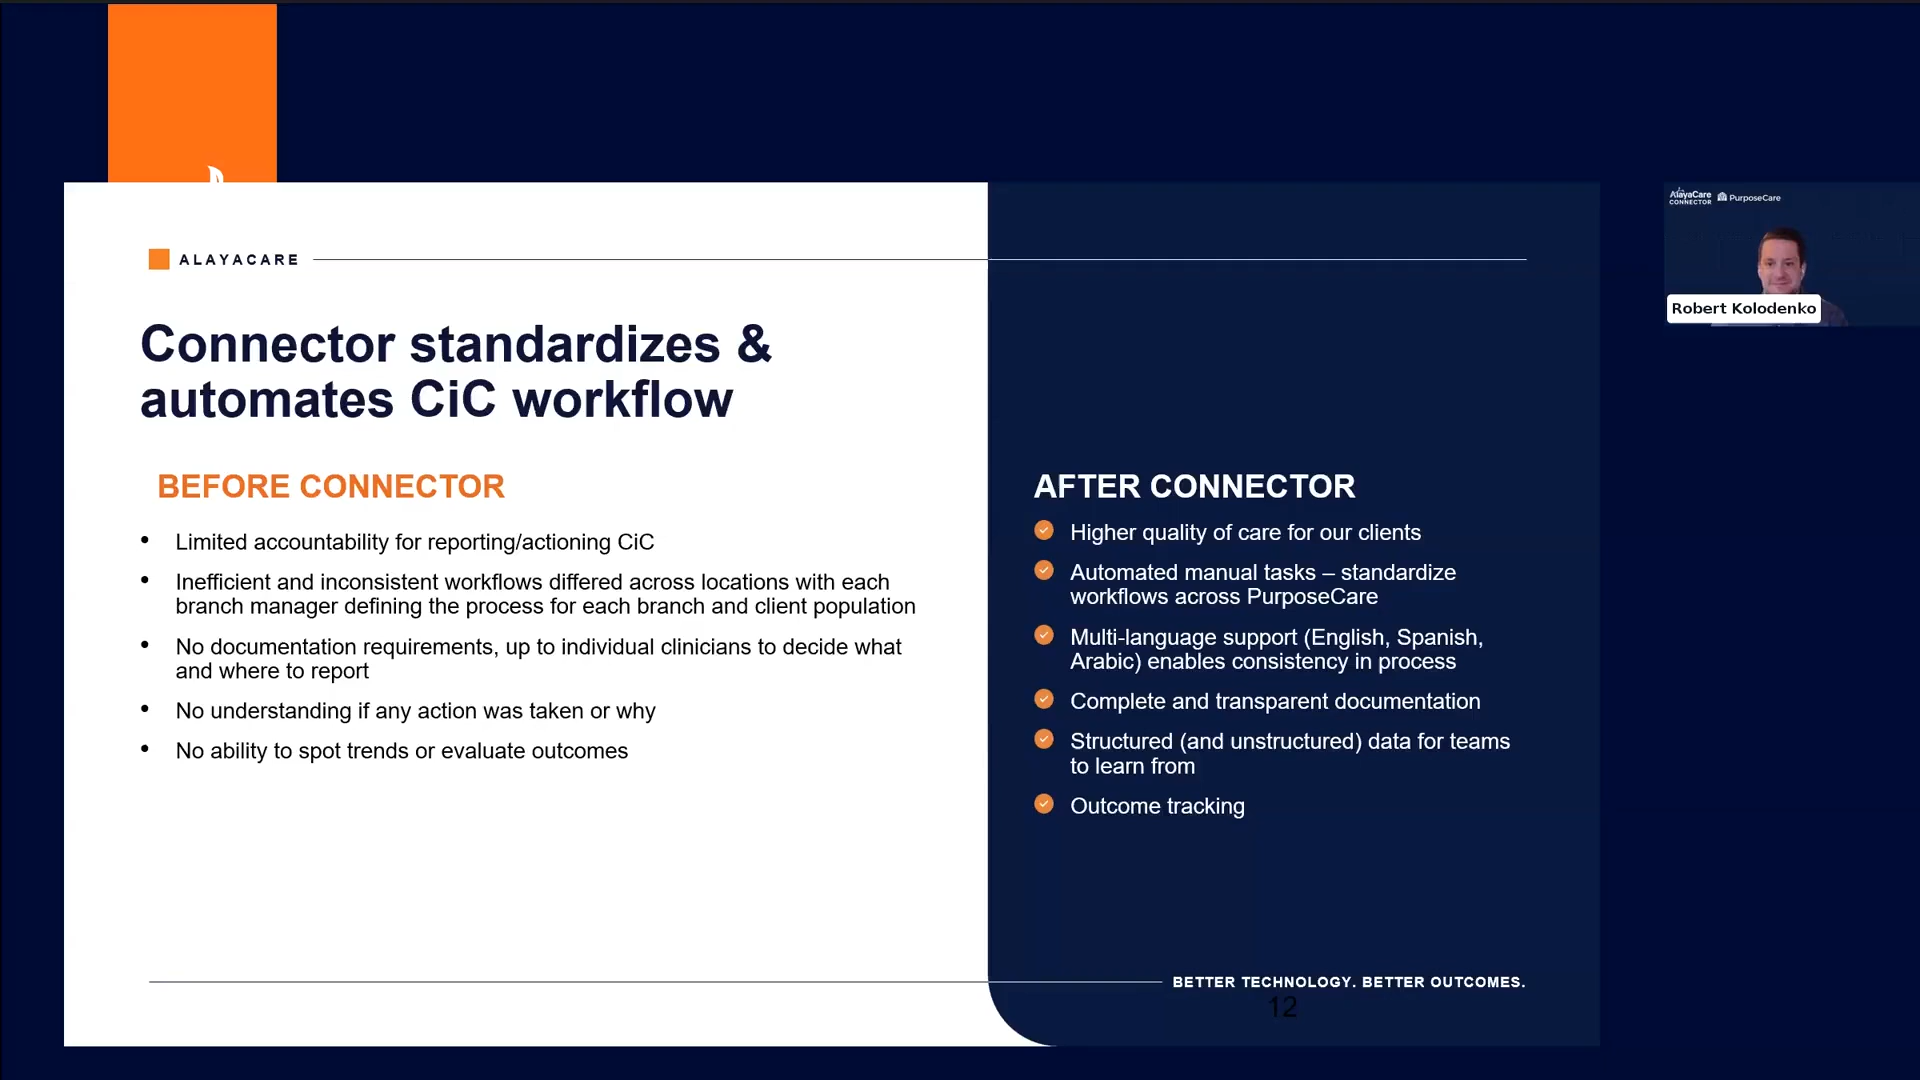 ALAYACARE
Connector standardizes &
automates CiC workflow
BEFORE CONNECTOR
• Limited accountability for reporting/actioning CiC
• Inefficient and inconsistent workflows differed across locations with each
branch manager defining the process for each branch and client population
• No documentation requirements, up to individual clinicians to decide what
and where to report
• No understanding if any action was taken or why
• No ability to spot trends or evaluate outcomes
AFTER CONNECTOR
Higher quality of care for our clients
Automated manual tasks – standardize
workflows across PurposeCare
Multi-language support (English, Spanish,
Arabic) enables consistency in process
Complete and transparent documentation
Structured (and unstructured) data for teams
to learn from
Outcome tracking
BETTER TECHNOLOGY. BETTER OUTCOMES.
12
AlayaCare
CONNECTOR
PurposeCare
Robert Kolodenko